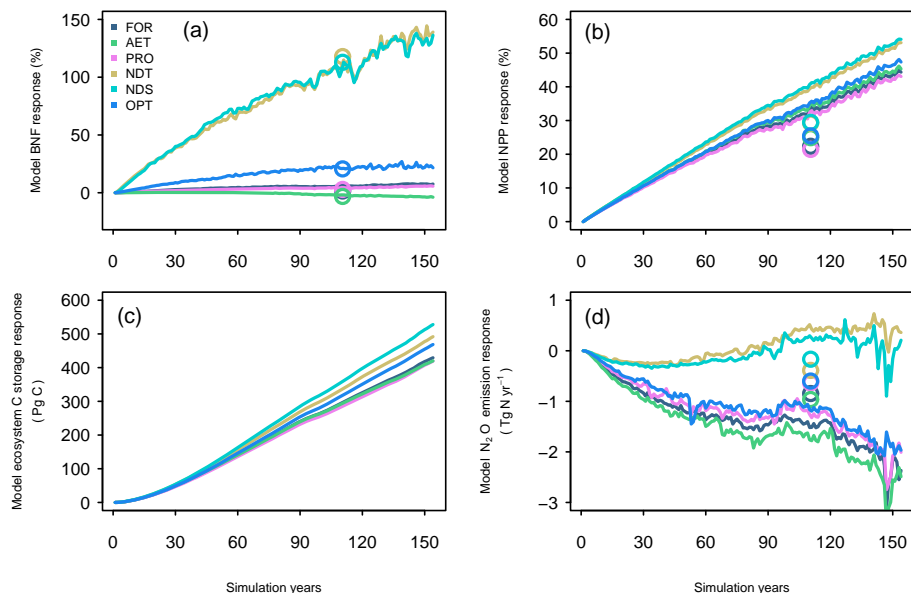 (a)
FOR
AET
PRO
NDT
NDS
OPT
Model BNF response (%)
150
100
50
0
0 30 60 90 120 150
(b)
Model NPP response (%)
60
50
40
30
20
10
0
0 30 60 90 120 150
(c)
Model ecosystem C storage response
( Pg C )
600
500
400
300
200
100
0
0 30 60 90 120 150
Simulation years
(d)
Model N₂ O emission response
( Tg N yr⁻¹ )
1
0
−1
−2
−3
0 30 60 90 120 150
Simulation years